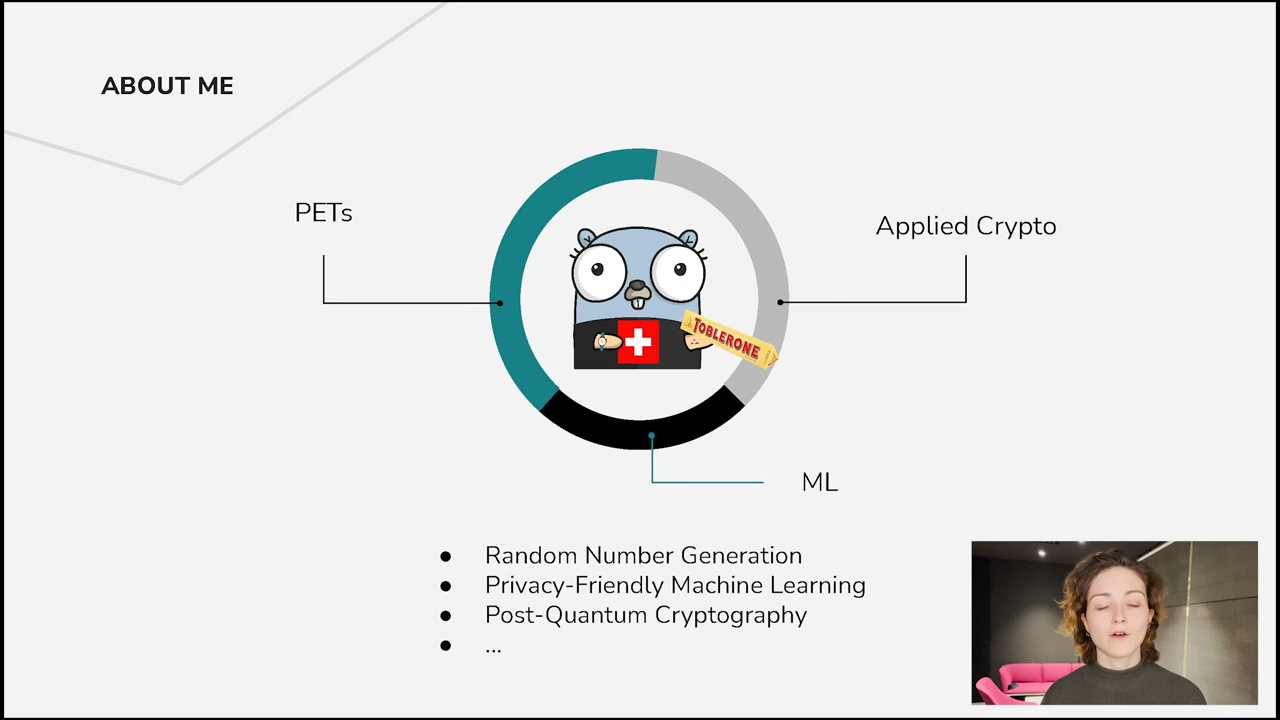 ABOUT ME
PETs
Applied Crypto
TOBLERONE
ML
● Random Number Generation
● Privacy-Friendly Machine Learning
● Post-Quantum Cryptography
● ...